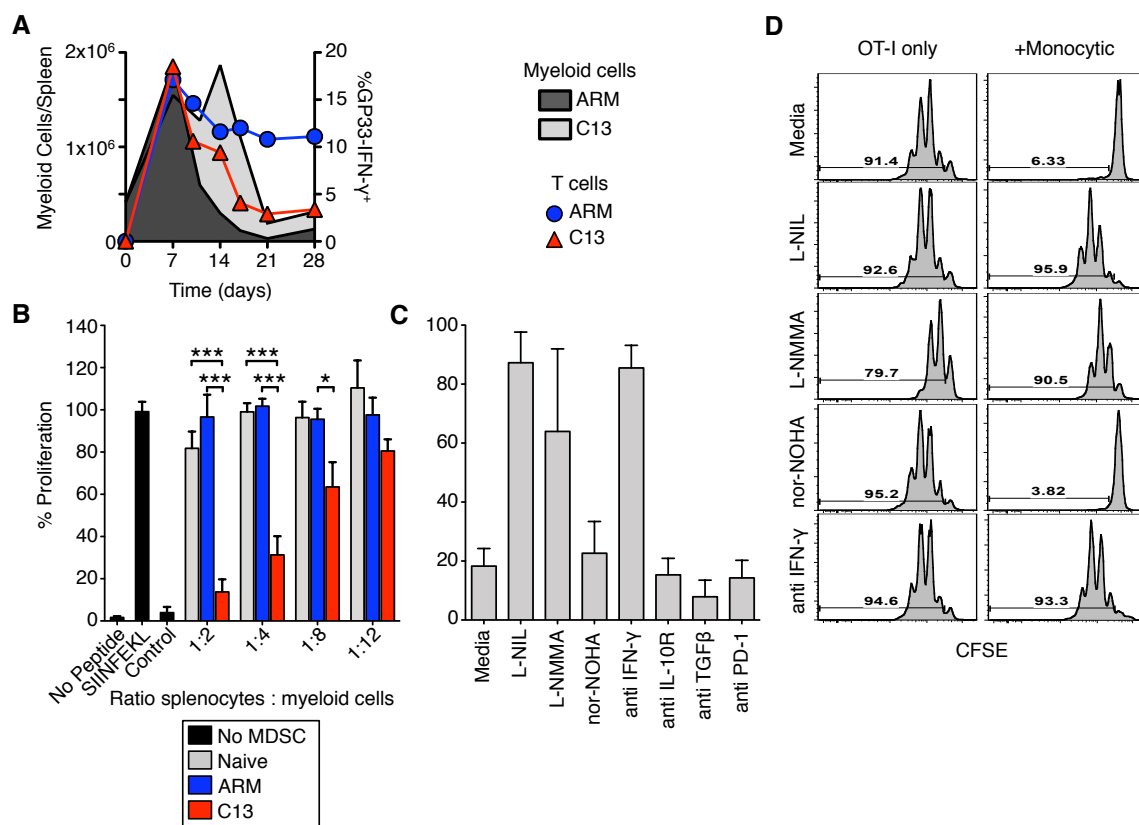 A
Myeloid Cells/Spleen
2x10⁶
1x10⁶
0
20
15
10
5
0
%GP33-IFN-γ⁺
0 7 14 21 28
Time (days)
Myeloid cells
ARM
C13
T cells
ARM
C13
B
% Proliferation
140
120
100
80
60
40
20
0
*** ***
*** *** *
No Peptide
SIINFEKL
Control
1:2
1:4
1:8
1:12
Ratio splenocytes : myeloid cells
No MDSC
Naive
ARM
C13
C
100
80
60
40
20
0
Media
L-NIL
L-NMMA
nor-NOHA
anti IFN-γ
anti IL-10R
anti TGFβ
anti PD-1
D
OT-I only +Monocytic
Media
91.4 6.33
L-NIL
92.6 95.9
L-NMMA
79.7 90.5
nor-NOHA
95.2 3.82
anti IFN-γ
94.6 93.3
CFSE